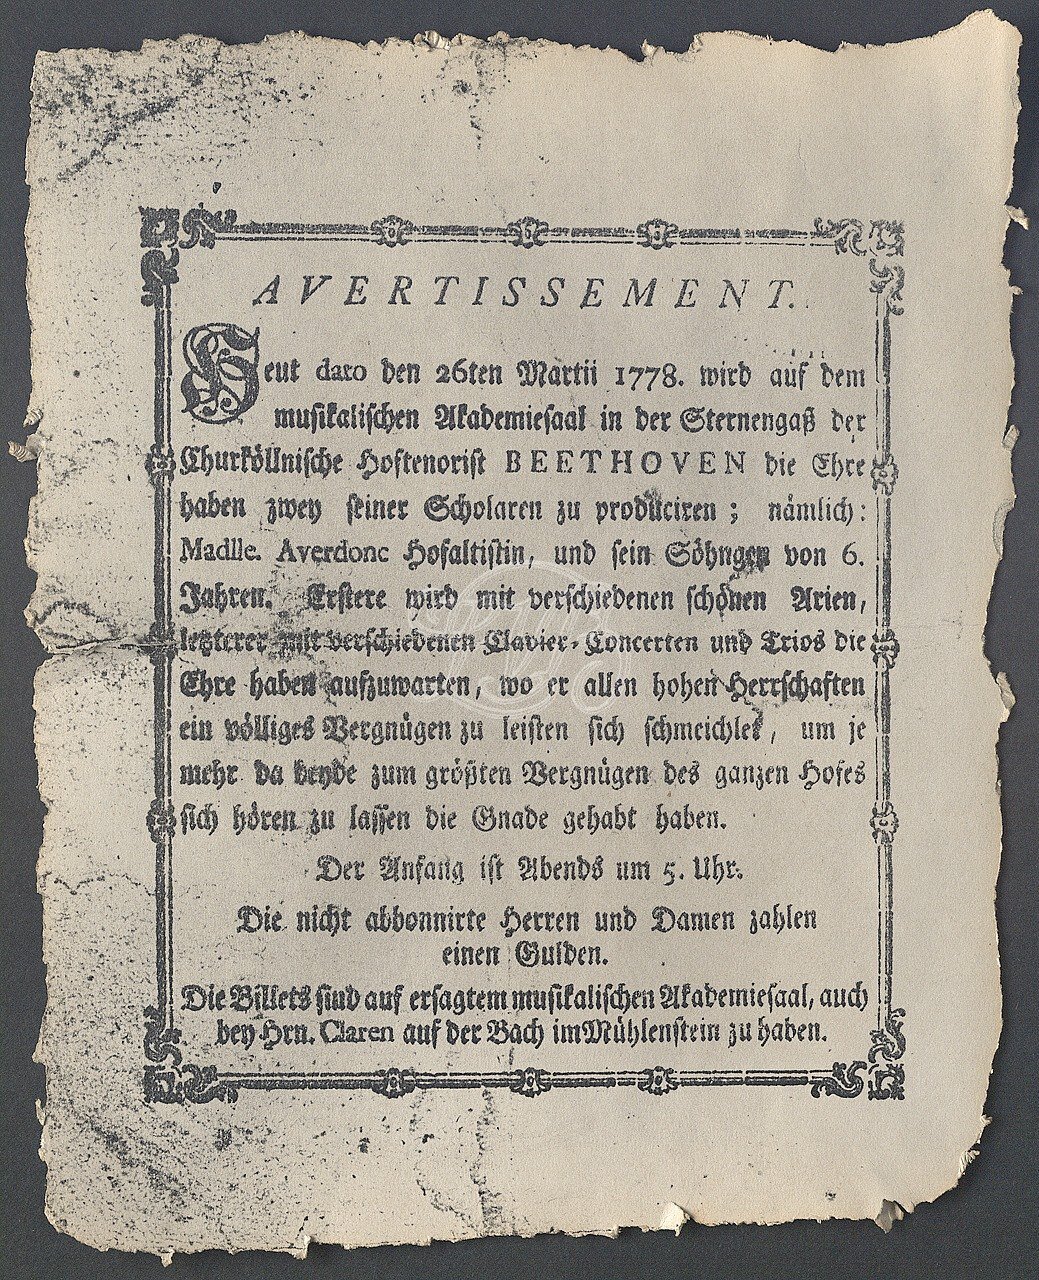 AVERTISSEMENT.
Heut dato den 26ten Martii 1778. wird auf dem
musikalischen Akademiesaal in der Sternengaß der
Churköllnische Hoftenorist BEETHOVEN die Ehre
haben zwey seiner Scholaren zu produciren ; nämlich:
Madlle. Averdonc Hofaltistin, und sein Söhngen von 6.
Jahren. Erstere wird mit verschiedenen schönen Arien,
letzterer mit verschiedenen Clavier-Concerten und Trios die
Ehre haben aufzuwarten, wo er allen hohen Herrschaften
ein völliges Vergnügen zu leisten sich schmeichlet, um je
mehr da beyde zum größten Vergnügen des ganzen Hofes
sich hören zu lassen die Gnade gehabt haben.
Der Anfang ist Abends um 5. Uhr.
Die nicht abbonnirte Herren und Damen zahlen
einen Gulden.
Die Billets sind auf ersagtem musikalischen Akademiesaal, auch
bey Hrn. Claren auf der Bach im Mühlenstein zu haben.